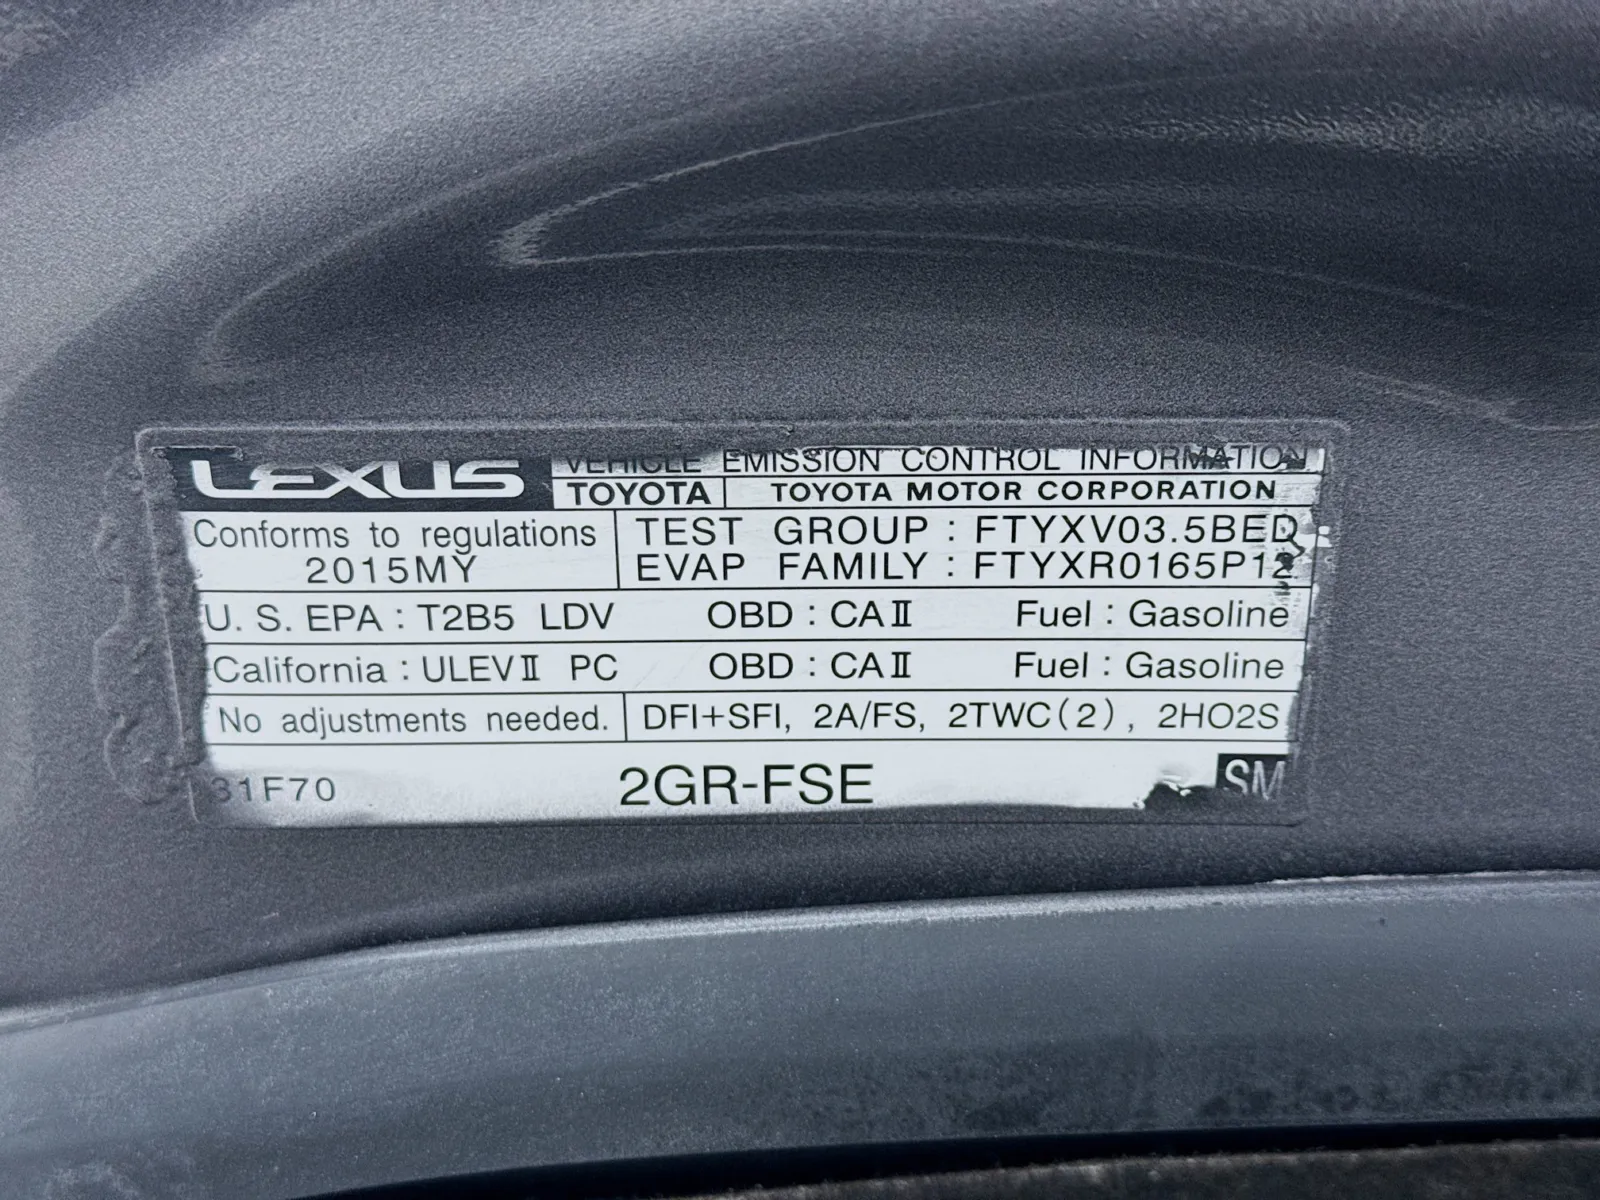 LEXUS VEHICLE EMISSION CONTROL INFORMATION
TOYOTA TOYOTA MOTOR CORPORATION
Conforms to regulations TEST GROUP : FTYXV03.5BED
2015MY EVAP FAMILY : FTYXR0165P12
U. S. EPA : T2B5 LDV OBD : CAⅡ Fuel : Gasoline
California : ULEVⅡ PC OBD : CAⅡ Fuel : Gasoline
No adjustments needed. DFI+SFI, 2A/FS, 2TWC(2), 2HO2S
31F70 2GR-FSE SM